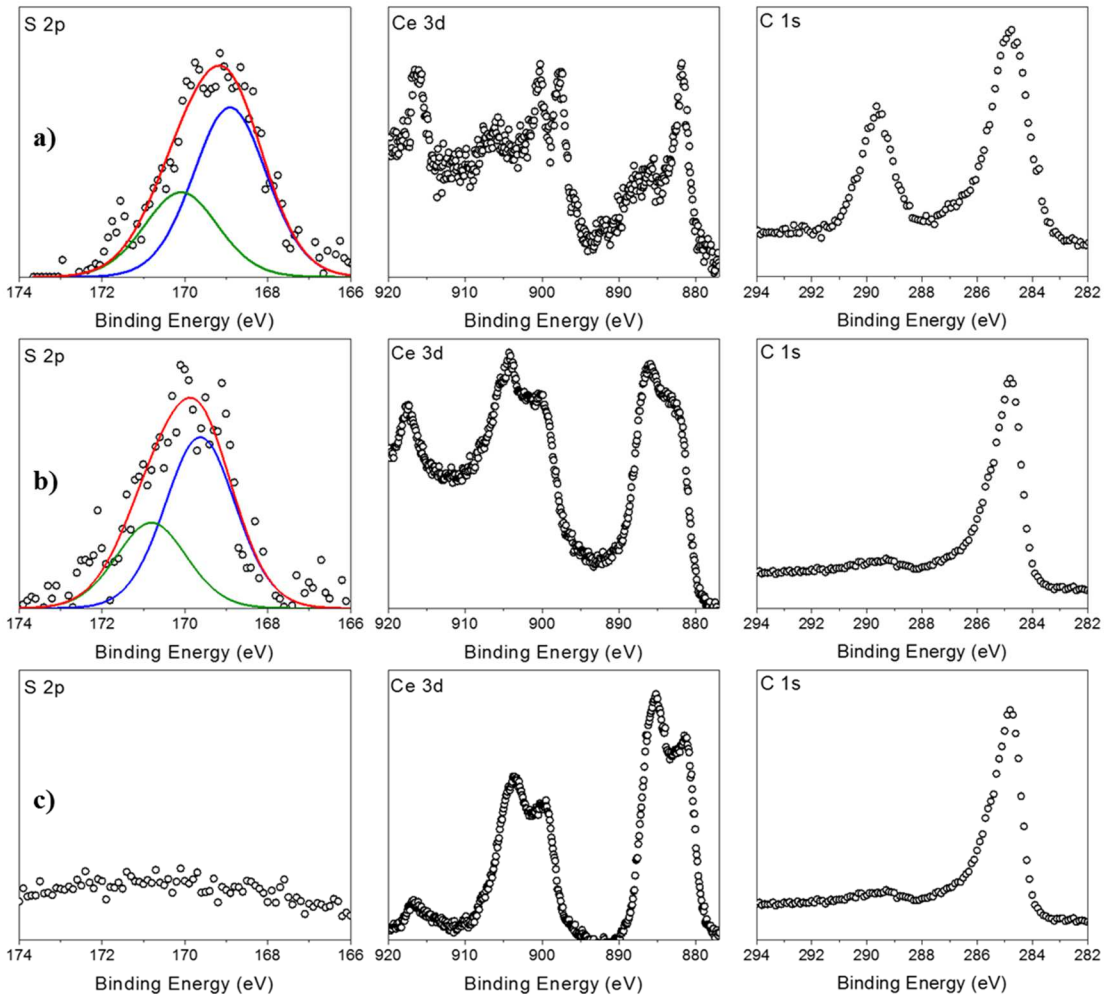 S 2p
a)
174 172 170 168 166
Binding Energy (eV)
Ce 3d
920 910 900 890 880
Binding Energy (eV)
C 1s
294 292 290 288 286 284 282
Binding Energy (eV)
S 2p
b)
174 172 170 168 166
Binding Energy (eV)
Ce 3d
920 910 900 890 880
Binding Energy (eV)
C 1s
294 292 290 288 286 284 282
Binding Energy (eV)
S 2p
c)
174 172 170 168 166
Binding Energy (eV)
Ce 3d
920 910 900 890 880
Binding Energy (eV)
C 1s
294 292 290 288 286 284 282
Binding Energy (eV)